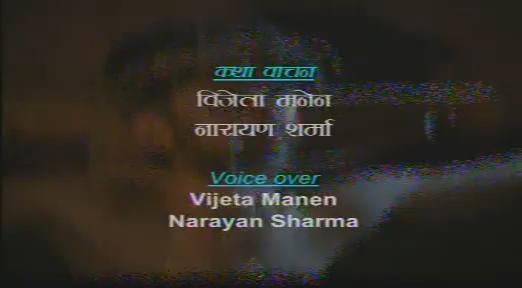 कथा वाचन
विजेता मनेन
नारायण शर्मा
Voice over
Vijeta Manen
Narayan Sharma